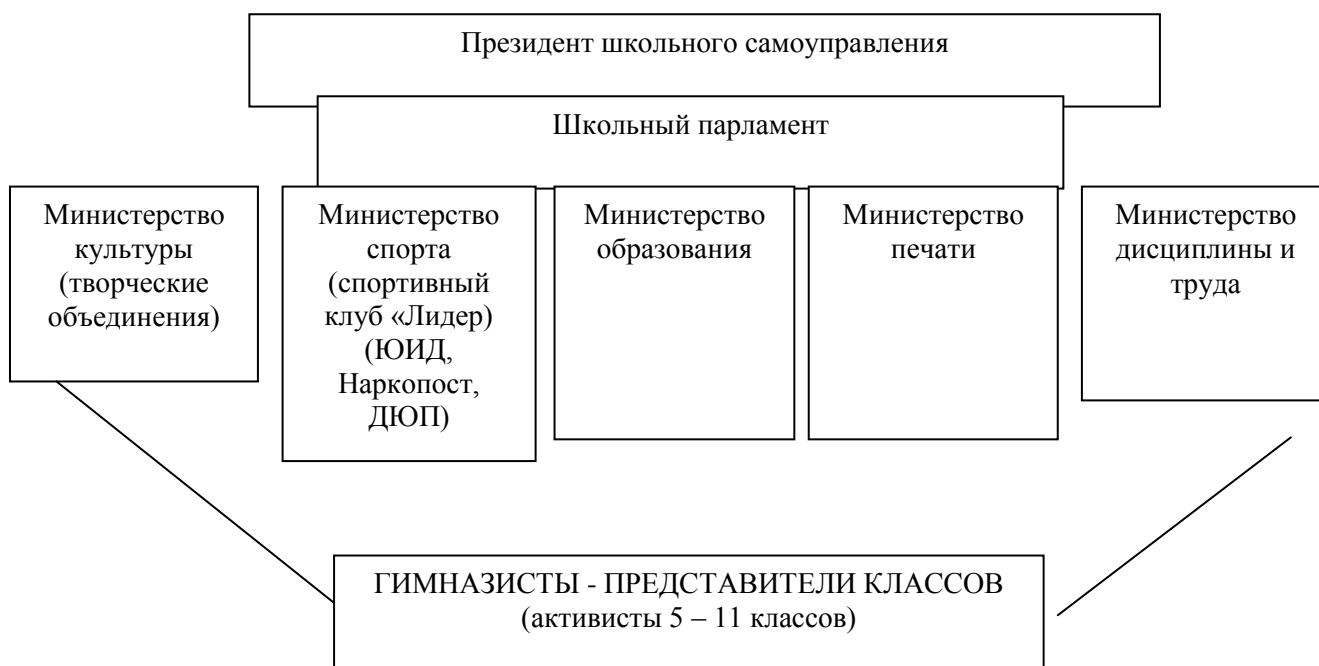 Президент школьного самоуправления
Школьный парламент
Министерство
культуры
(творческие
объединения)
Министерство
спорта
(спортивный
клуб «Лидер)
(ЮИД,
Наркопост,
ДЮП)
Министерство
образования
Министерство
печати
Министерство
дисциплины и
труда
ГИМНАЗИСТЫ - ПРЕДСТАВИТЕЛИ КЛАССОВ
(активисты 5 – 11 классов)